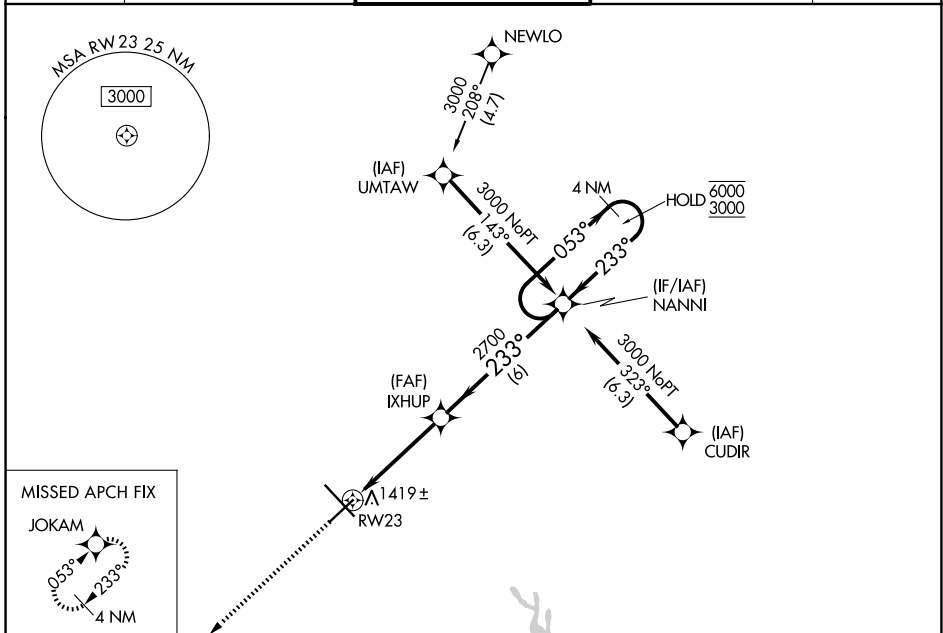 MSA RW 23 25 NM
3000
NEWLO
3000
208°
(4.7)
(IAF)
UMTAW
3000 NoPT
143°
(6.3)
4 NM
HOLD 6000
3000
053°
233°
(IF/IAF)
NANNI
2700
233°
(6)
3000 NoPT
323°
(6.3)
(FAF)
IXHUP
(IAF)
CUDIR
1419 ±
RW23
MISSED APCH FIX
JOKAM
053°
233°
4 NM